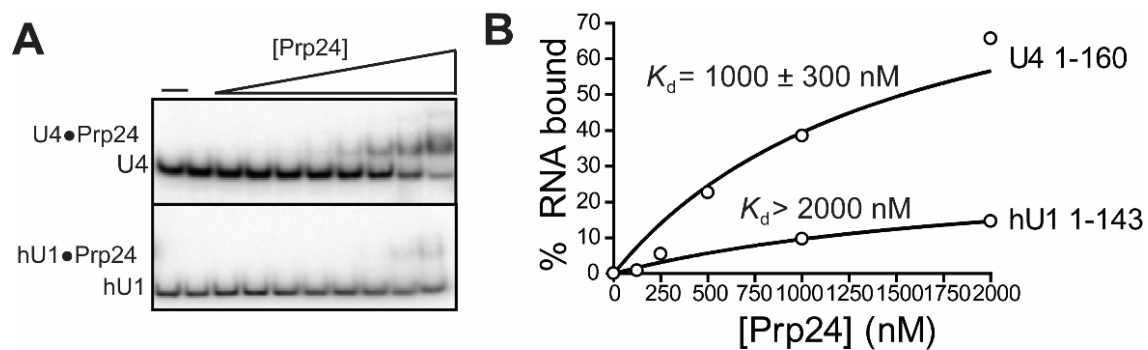 A
[Prp24]
U4●Prp24
U4
hU1●Prp24
hU1
B
% RNA bound
70
60
50
40
30
20
10
0
K_d = 1000 ± 300 nM
K_d > 2000 nM
U4 1-160
hU1 1-143
0 250 500 750 1000 1250 1500 1750 2000
[Prp24] (nM)